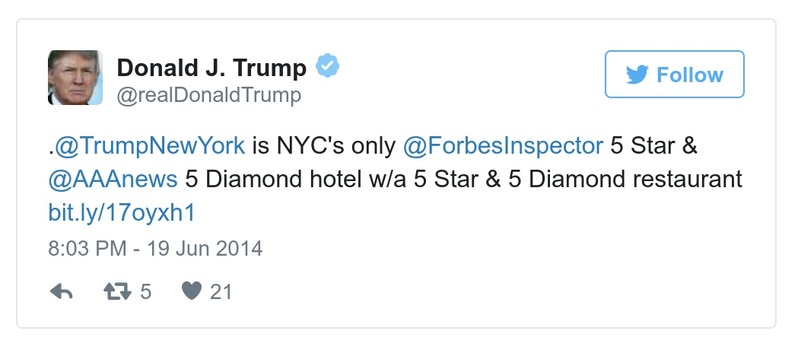 Donald J. Trump
Follow
@realDonaldTrump
.@TrumpNewYork is NYC's only @ForbesInspector 5 Star &
@AAAnews 5 Diamond hotel w/a 5 Star & 5 Diamond restaurant
bit.ly/17oyxh1
8:03 PM - 19 Jun 2014
5 21